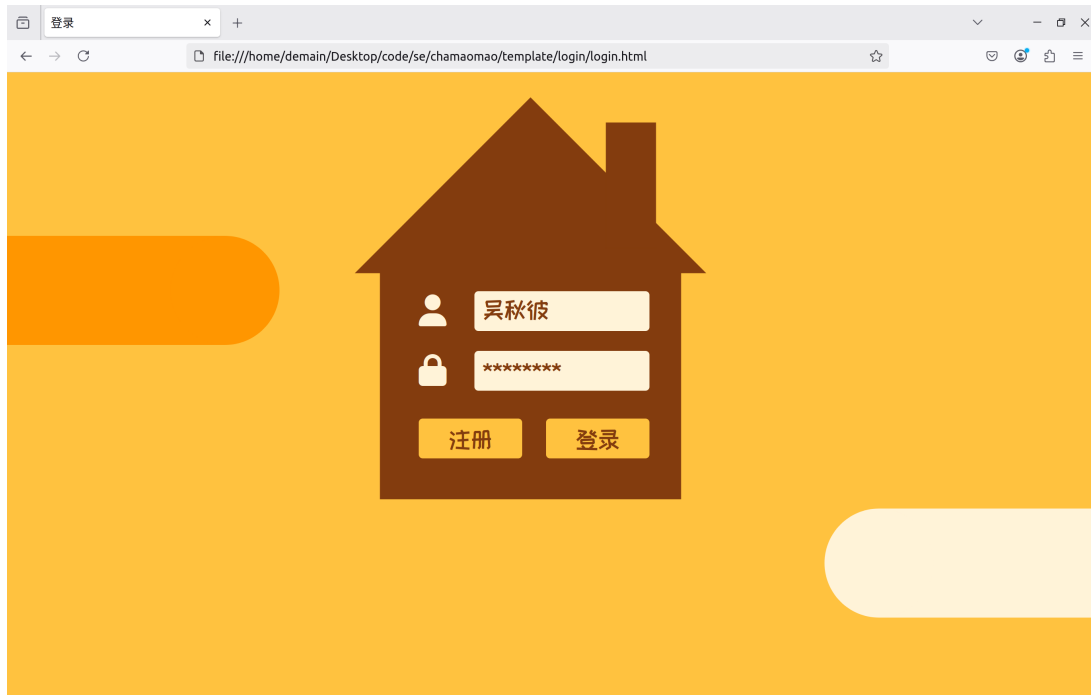 登录
file:///home/demain/Desktop/code/se/chamaomao/template/login/login.html
吴秋彼
********
注册 登录